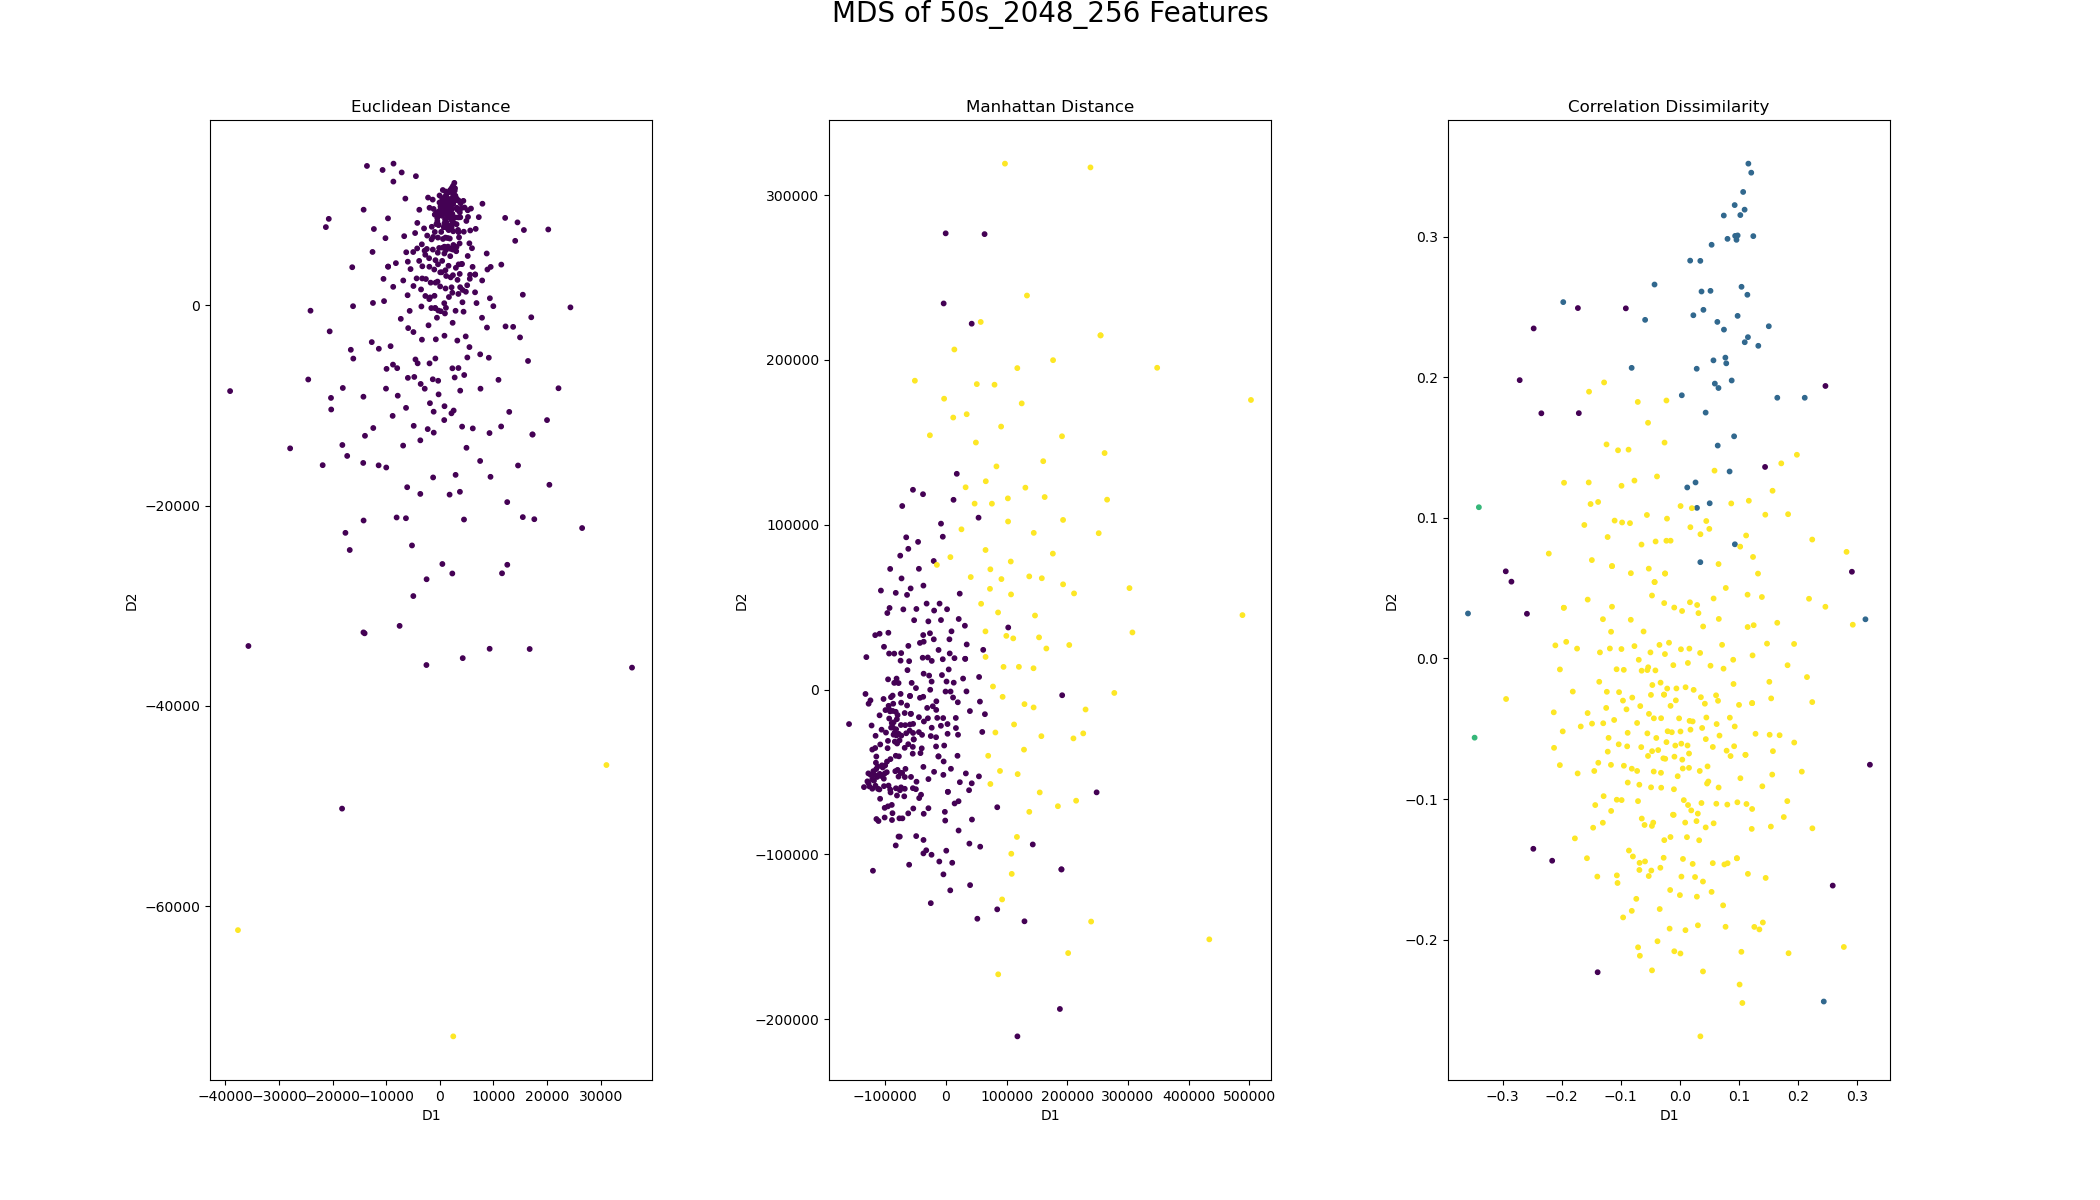 MDS of 50s_2048_256 Features
Euclidean Distance
0
−20000
−40000
−60000
D2
−40000−30000−20000−10000 0 10000 20000 30000
D1
Manhattan Distance
300000
200000
100000
0
−100000
−200000
D2
−100000 0 100000 200000 300000 400000 500000
D1
Correlation Dissimilarity
0.3
0.2
0.1
0.0
−0.1
−0.2
D2
−0.3 −0.2 −0.1 0.0 0.1 0.2 0.3
D1